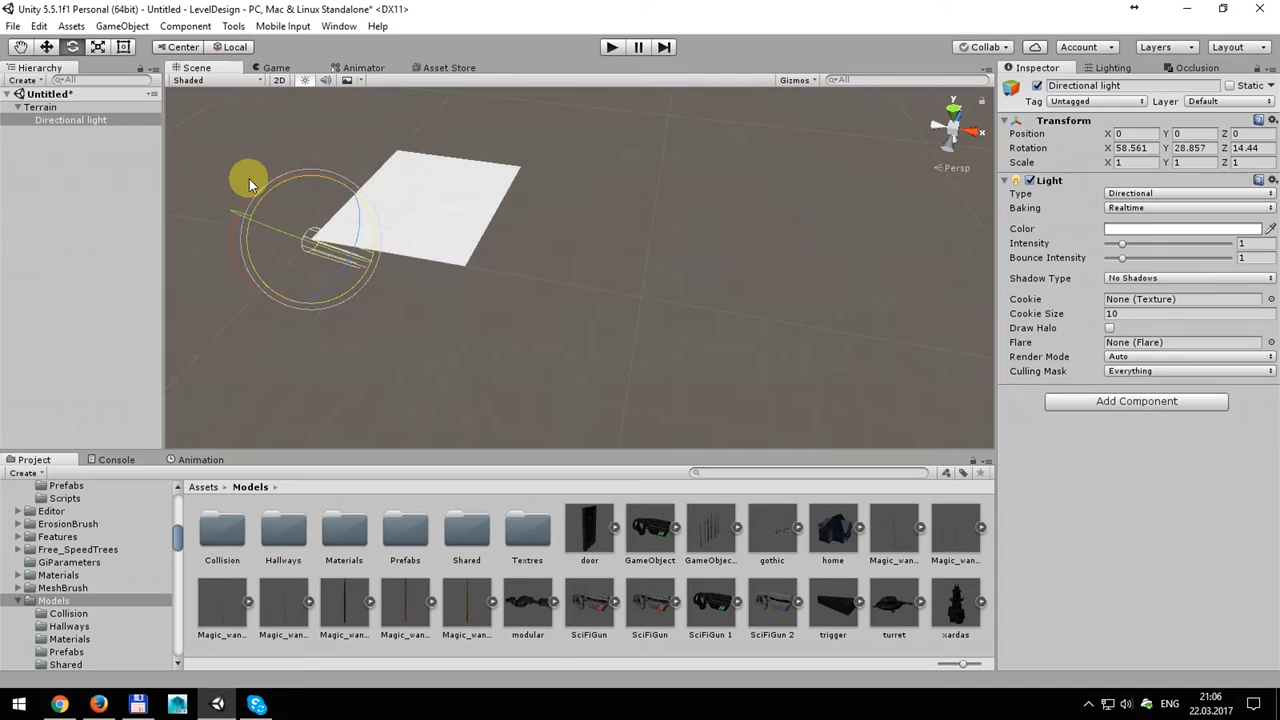 Unity 5.5.1f1 Personal (64bit) - Untitled - LevelDesign - PC, Mac & Linux Standalone* <DX11>
File Edit Assets GameObject Component Tools Mobile Input Window Help
Center Local Collab Account Layers Layout
Hierarchy Scene Game Animator Asset Store Inspector Lighting Occlusion
Create All Shaded 2D Gizmos All Directional light Static
Untitled* Tag Untagged Layer Default
Terrain
Directional light
y
x
Persp
Transform
Position X 0 Y 0 Z 0
Rotation X 58.561 Y 28.857 Z 14.44
Scale X 1 Y 1 Z 1
Light
Type Directional
Baking Realtime
Color
Intensity 1
Bounce Intensity 1
Shadow Type No Shadows
Cookie None (Texture)
Cookie Size 10
Draw Halo
Flare None (Flare)
Render Mode Auto
Culling Mask Everything
Add Component
Project Console Animation
Create
Prefabs
Scripts
Editor
ErosionBrush
Features
Free_SpeedTrees
GiParameters
Materials
MeshBrush
Models
Collision
Hallways
Materials
Prefabs
Shared
Assets Models
Collision Hallways Materials Prefabs Shared Textres door GameObject GameObjec... gothic home Magic_wan... Magic_wan...
Magic_wan... Magic_wan... Magic_wan... Magic_wan... Magic_wan... modular SciFiGun SciFiGun SciFiGun 1 SciFiGun 2 trigger turret xardas
ENG 21:06
22.03.2017